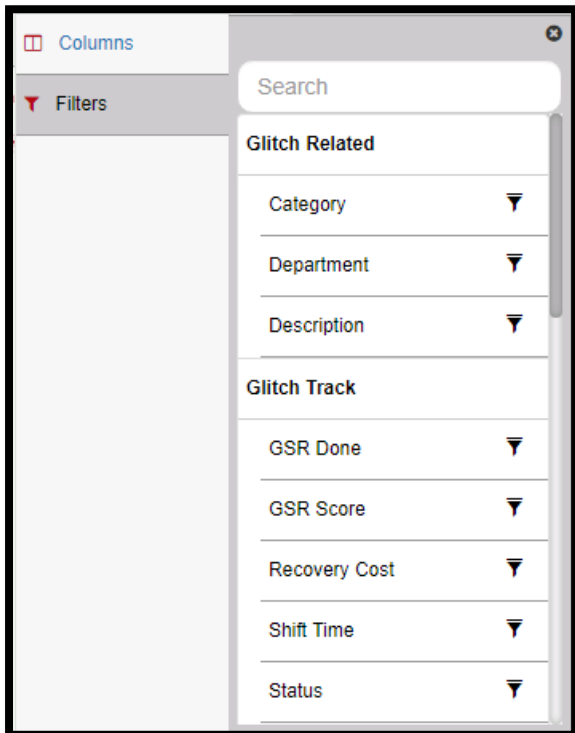 Columns
Filters
Search
Glitch Related
Category
Department
Description
Glitch Track
GSR Done
GSR Score
Recovery Cost
Shift Time
Status